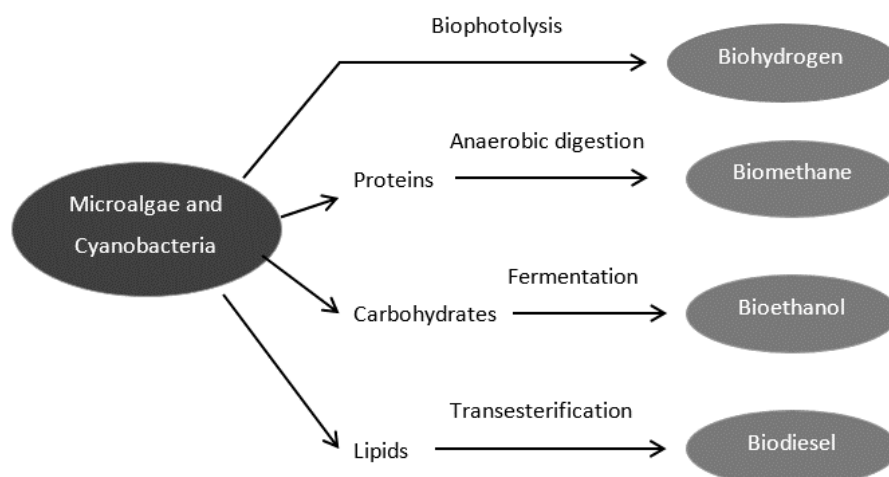 Biophotolysis
Biohydrogen
Anaerobic digestion
Proteins
Biomethane
Microalgae and
Cyanobacteria
Fermentation
Carbohydrates
Bioethanol
Transesterification
Lipids
Biodiesel